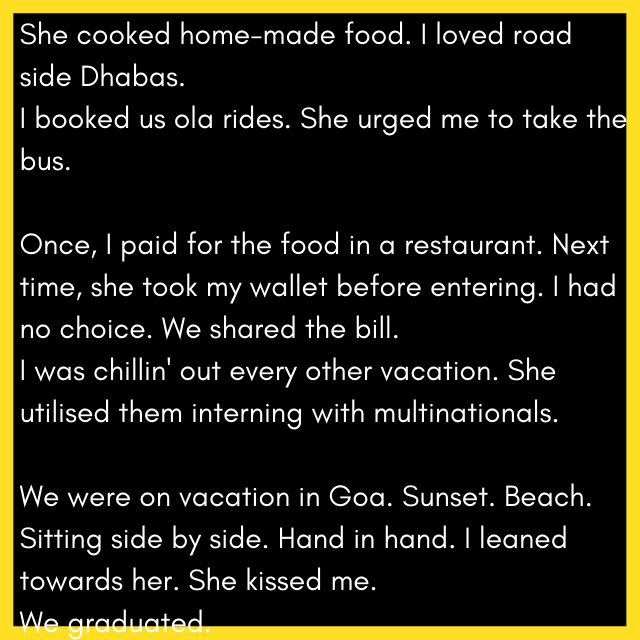 She cooked home-made food. I loved road
side Dhabas.
I booked us ola rides. She urged me to take the
bus.
Once, I paid for the food in a restaurant. Next
time, she took my wallet before entering. I had
no choice. We shared the bill.
I was chillin' out every other vacation. She
utilised them interning with multinationals.
We were on vacation in Goa. Sunset. Beach.
Sitting side by side. Hand in hand. I leaned
towards her. She kissed me.
We graduated.